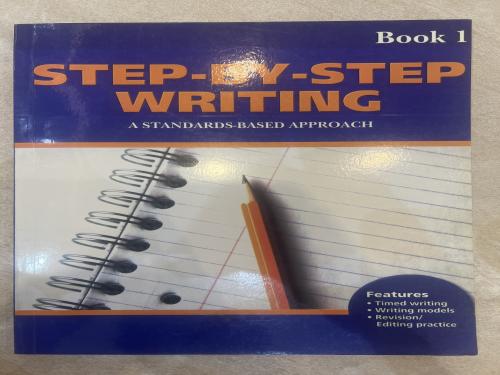 Book 1
STEP-BY-STEP
WRITING
A STANDARDS-BASED APPROACH
Features
• Timed writing
• Writing models
• Revision/
Editing practice